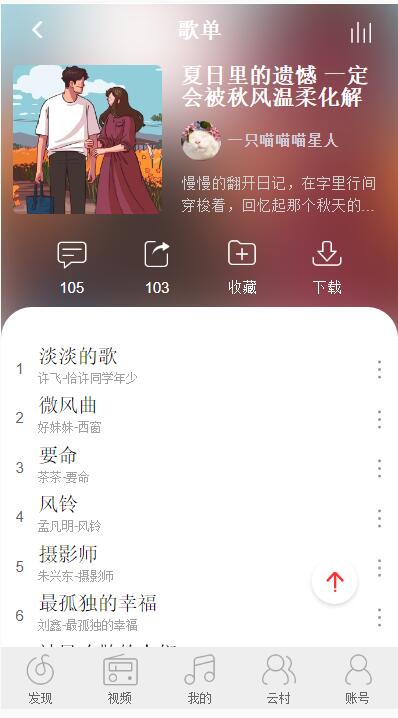 歌单
夏日里的遗憾 一定
会被秋风温柔化解
一只喵喵喵星人
慢慢的翻开日记，在字里行间
穿梭着，回忆起那个秋天的...
105
103
收藏
下载
1
淡淡的歌
许飞-恰许同学年少
2
微风曲
好妹妹-西窗
3
要命
茶茶-要命
4
风铃
孟凡明-风铃
5
摄影师
朱兴东-摄影师
6
最孤独的幸福
刘鑫-最孤独的幸福
发现
视频
我的
云村
账号